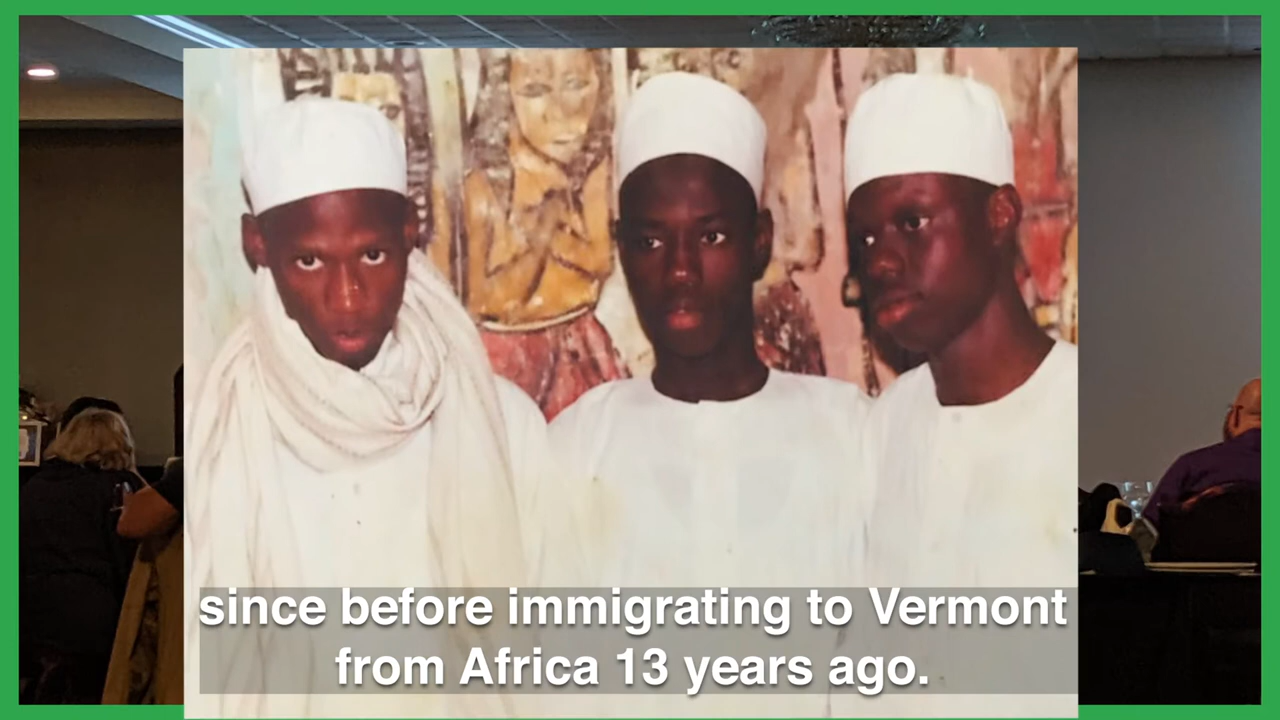 since before immigrating to Vermont
from Africa 13 years ago.